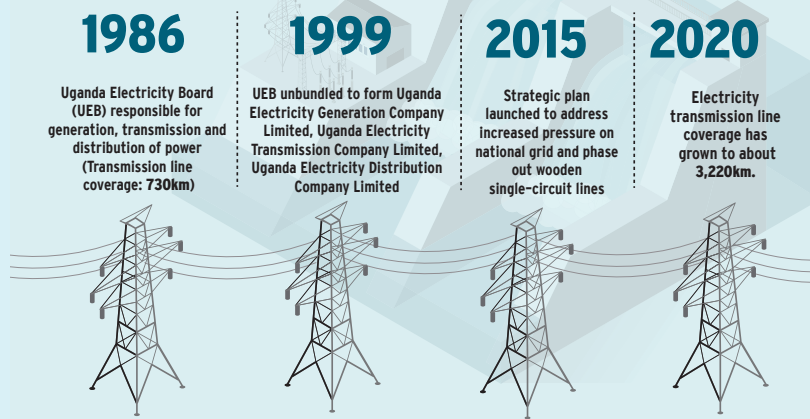 1986
Uganda Electricity Board
(UEB) responsible for
generation, transmission and
distribution of power
(Transmission line
coverage: 730km)
1999
UEB unbundled to form Uganda
Electricity Generation Company
Limited, Uganda Electricity
Transmission Company Limited,
Uganda Electricity Distribution
Company Limited
2015
Strategic plan
launched to address
increased pressure on
national grid and phase
out wooden
single-circuit lines
2020
Electricity
transmission line
coverage has
grown to about
3,220km.